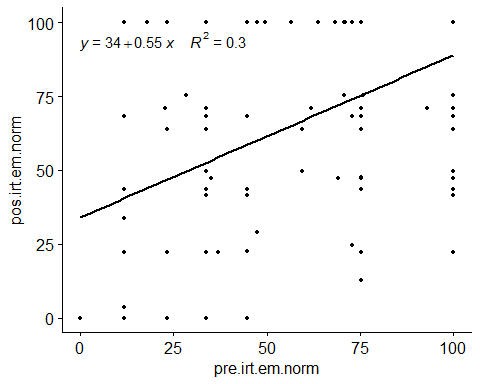 100
y = 34 + 0.55 x R² = 0.3
75
pos.irt.em.norm
50
25
0
0 25 50 75 100
pre.irt.em.norm